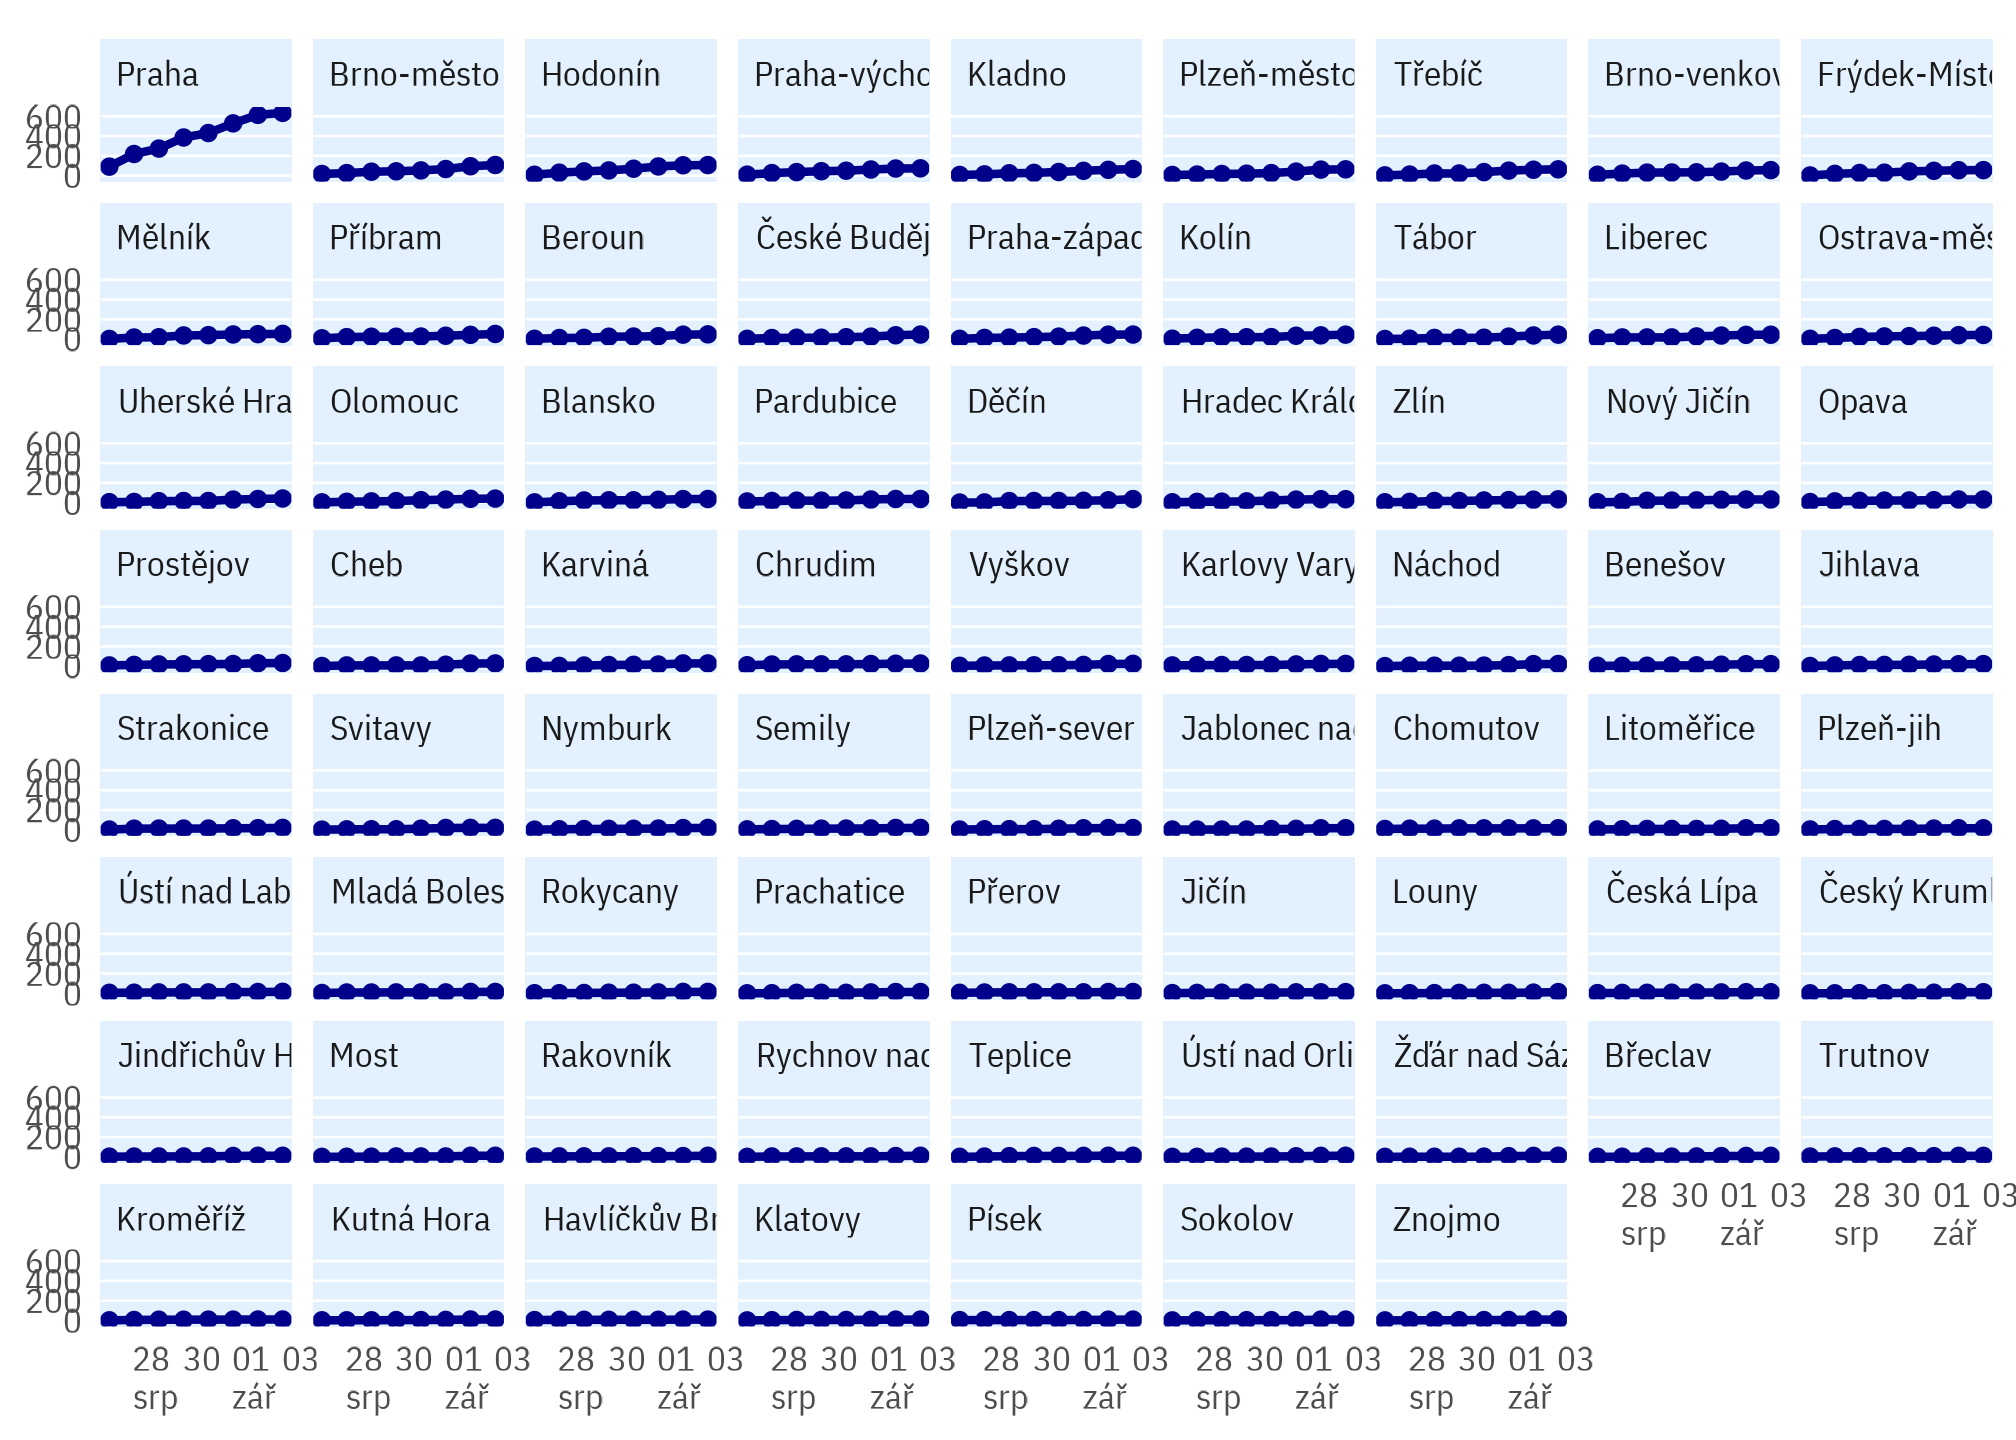 Praha Brno-město Hodonín Praha-výcho Kladno Plzeň-město Třebíč Brno-venkov Frýdek-Míste
600
400
200
0
Mělník Příbram Beroun České Buděj Praha-západ Kolín Tábor Liberec Ostrava-měs
600
400
200
0
Uherské Hra Olomouc Blansko Pardubice Děčín Hradec Králo Zlín Nový Jičín Opava
600
400
200
0
Prostějov Cheb Karviná Chrudim Vyškov Karlovy Vary Náchod Benešov Jihlava
600
400
200
0
Strakonice Svitavy Nymburk Semily Plzeň-sever Jablonec nad Chomutov Litoměřice Plzeň-jih
600
400
200
0
Ústí nad Lab Mladá Boles Rokycany Prachatice Přerov Jičín Louny Česká Lípa Český Kruml
600
400
200
0
Jindřichův H Most Rakovník Rychnov nad Teplice Ústí nad Orli Žďár nad Sáz Břeclav Trutnov
600
400
200
0
28 30 01 03 28 30 01 03
srp zář srp zář
Kroměříž Kutná Hora Havlíčkův Br Klatovy Písek Sokolov Znojmo
600
400
200
0
28 30 01 03 28 30 01 03 28 30 01 03 28 30 01 03 28 30 01 03 28 30 01 03 28 30 01 03
srp zář srp zář srp zář srp zář srp zář srp zář srp zář